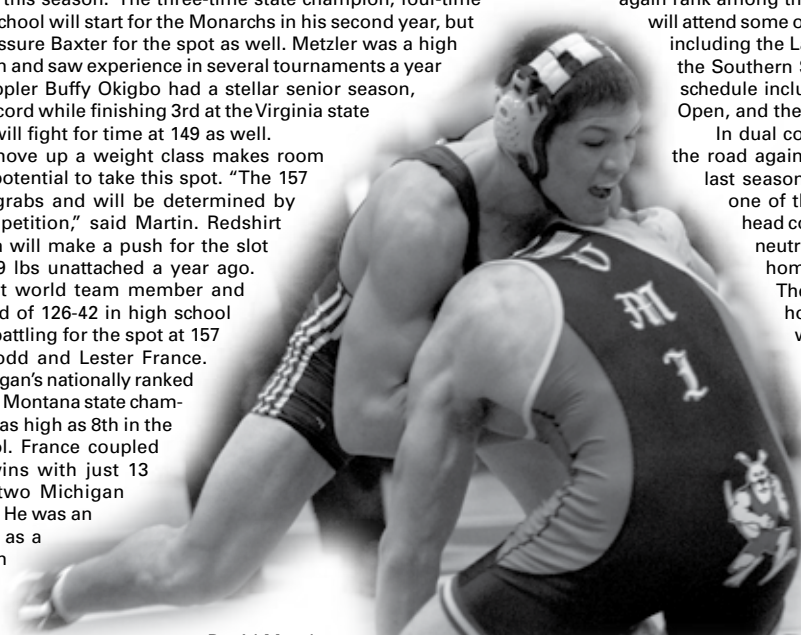 this season. The three-time state champion, four-time
chool will start for the Monarchs in his second year, but
ssure Baxter for the spot as well. Metzler was a high
n and saw experience in several tournaments a year
ppler Buffy Okigbo had a stellar senior season,
cord while finishing 3rd at the Virginia state
will fight for time at 149 as well.
move up a weight class makes room
potential to take this spot. “The 157
grabs and will be determined by
petition,” said Martin. Redshirt
n will make a push for the slot
9 lbs unattached a year ago.
t world team member and
d of 126-42 in high school
battling for the spot at 157
odd and Lester France.
igan’s nationally ranked
Montana state cham-
as high as 8th in the
ol. France coupled
wins with just 13
two Michigan
He was an
as a
n
again rank among th
will attend some o
including the La
the Southern S
schedule inclu
Open, and the
In dual co
the road again
last season
one of th
head co
neutr
hom
The
ho
w
V
M
I